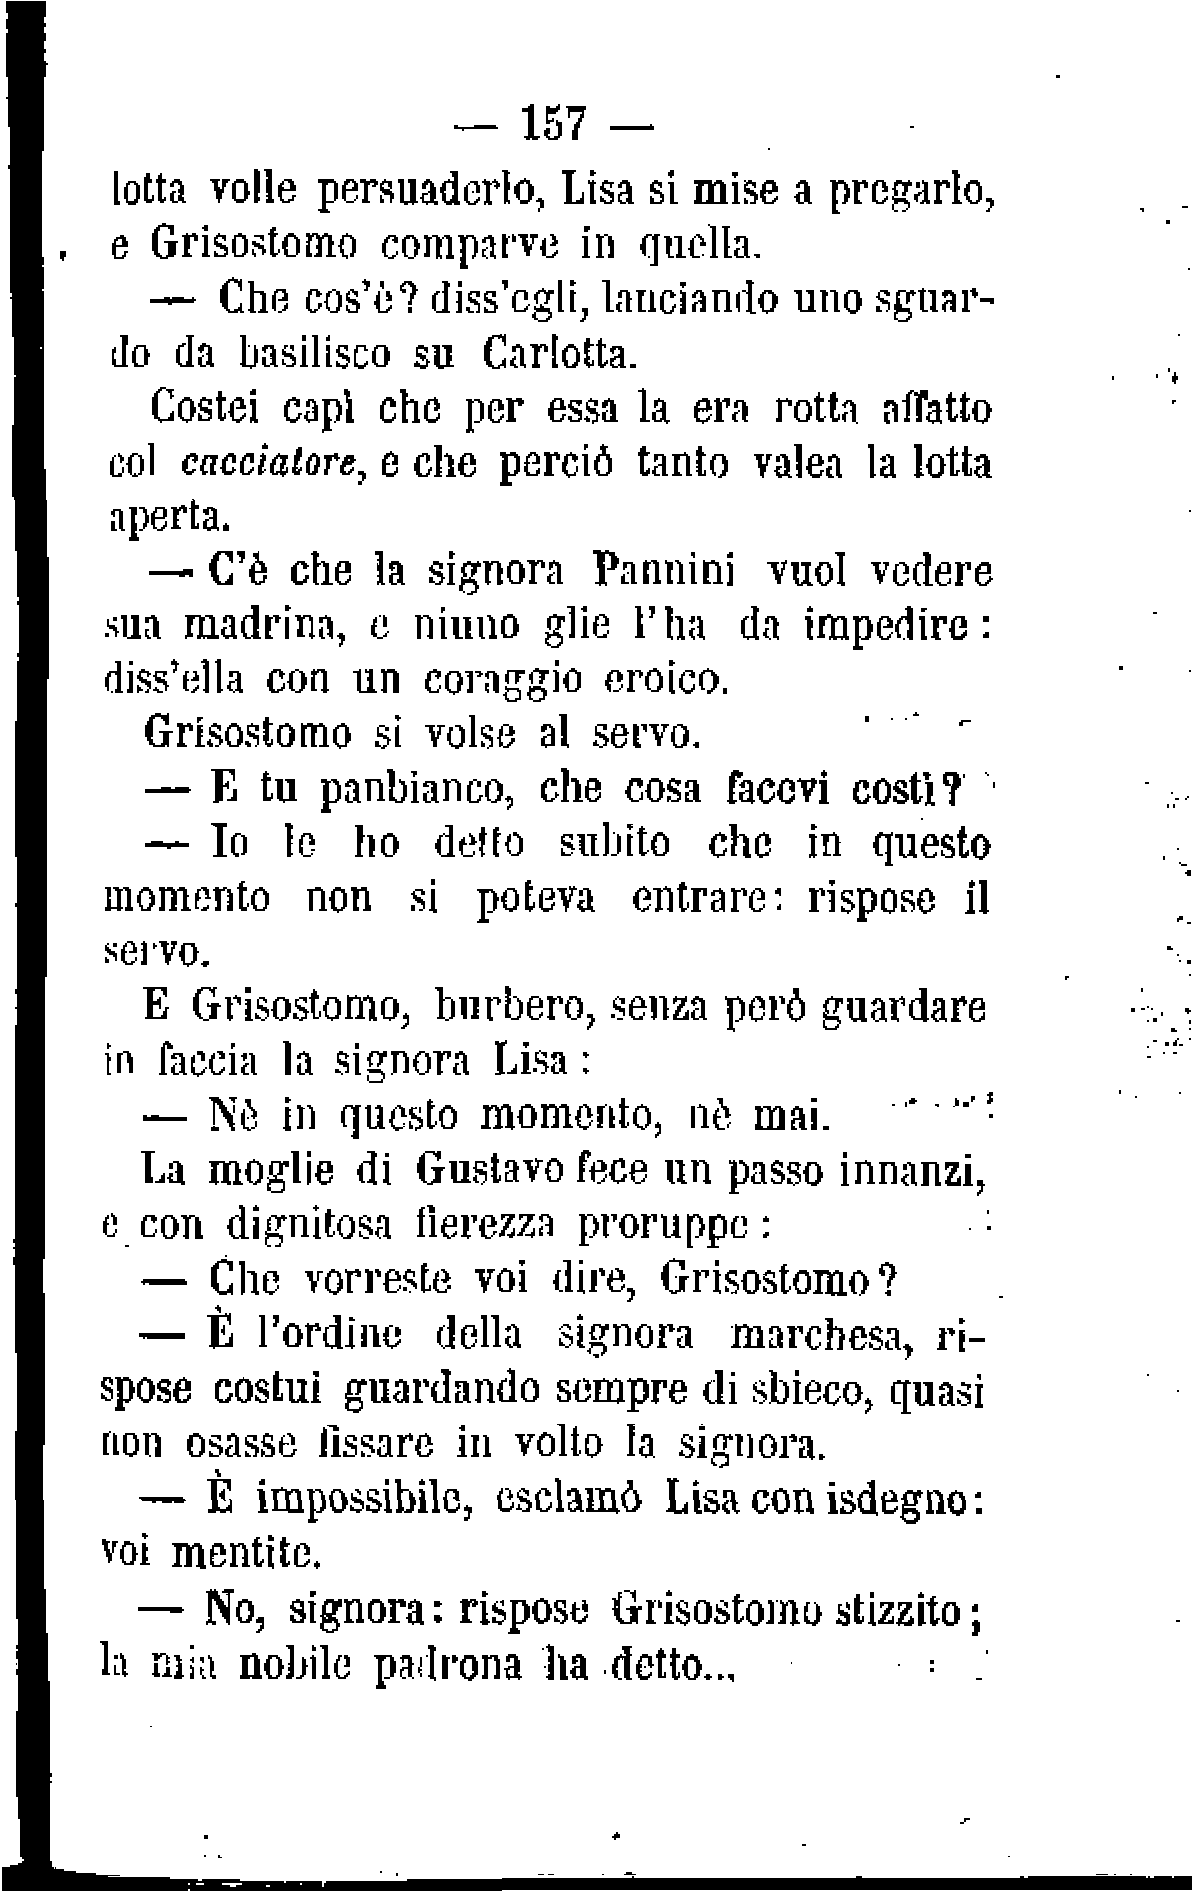 — 157 —
lotta volle persuaderlo, Lisa si mise a pregarlo,
e Grisostomo comparve in quella.
— Che cos'è? diss'egli, lanciando uno sguar-
do da basilisco su Carlotta.
Costei capì che per essa la era rotta affatto
col cacciatore, e che perciò tanto valea la lotta
aperta.
— C'è che la signora Pannini vuol vedere
sua madrina, e niuno glie l'ha da impedire:
diss'ella con un coraggio eroico.
Grisostomo si volse al servo.
— E tu panbianco, che cosa facevi costì?
— Io le ho detto subito che in questo
momento non si poteva entrare: rispose il
servo.
E Grisostomo, burbero, senza però guardare
in faccia la signora Lisa:
— Nè in questo momento, nè mai.
La moglie di Gustavo fece un passo innanzi,
e con dignitosa fierezza proruppe:
— Che vorreste voi dire, Grisostomo?
— È l'ordine della signora marchesa, ri-
spose costui guardando sempre di sbieco, quasi
non osasse fissare in volto la signora.
— È impossibile, esclamò Lisa con isdegno:
voi mentite.
— No, signora: rispose Grisostomo stizzito;
la mia nobile padrona ha detto...